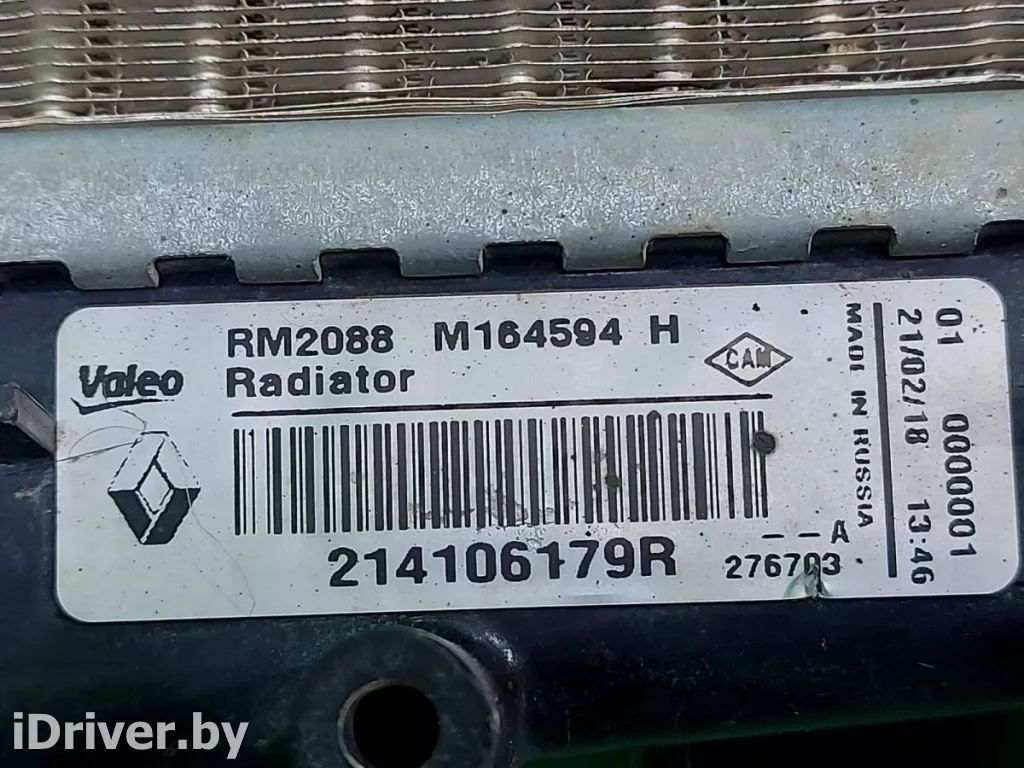 RM2088 M164594 H
Valeo
Radiator
CAM
214106179R
- - A
276703
MADE IN RUSSIA
21/02/18 13:46
01 0000001
iDriver.by